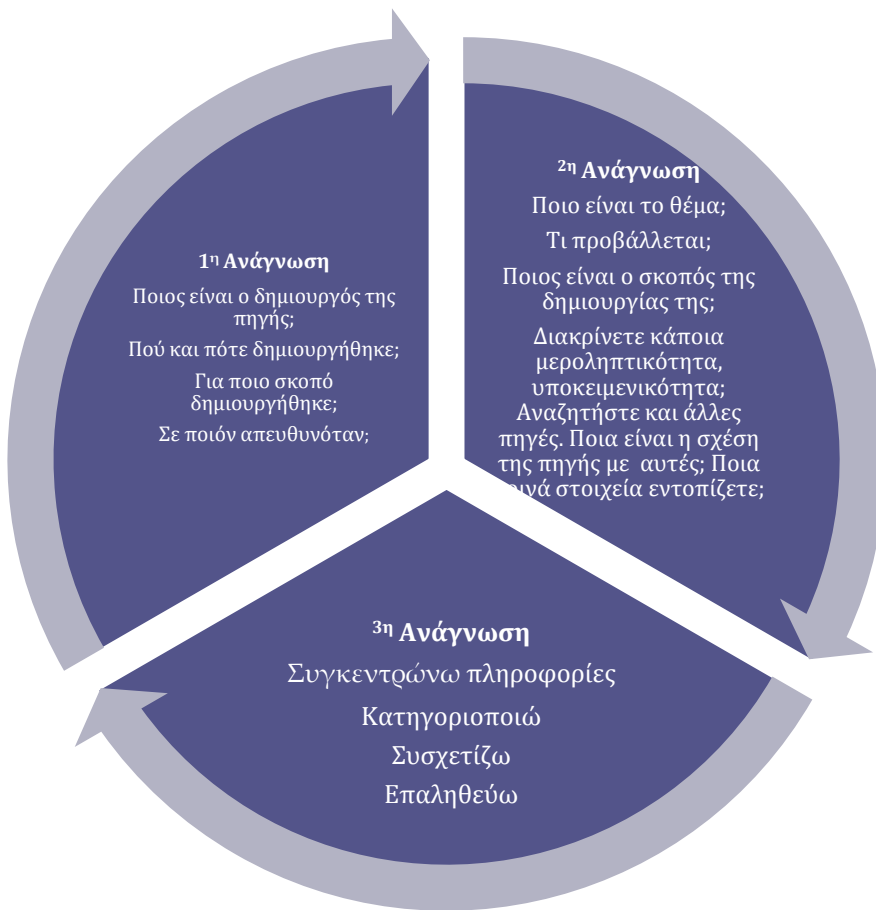 1η Ανάγνωση
Ποιος είναι ο δημιουργός της
πηγής;
Πού και πότε δημιουργήθηκε;
Για ποιο σκοπό
δημιουργήθηκε;
Σε ποιόν απευθυνόταν;
2η Ανάγνωση
Ποιο είναι το θέμα;
Τι προβάλλεται;
Ποιος είναι ο σκοπός της
δημιουργίας της;
Διακρίνετε κάποια
μεροληπτικότητα,
υποκειμενικότητα;
Αναζητήστε και άλλες
πηγές. Ποια είναι η σχέση
της πηγής με αυτές; Ποια
κοινά στοιχεία εντοπίζετε;
3η Ανάγνωση
Συγκεντρώνω πληροφορίες
Κατηγοριοποιώ
Συσχετίζω
Επαληθεύω